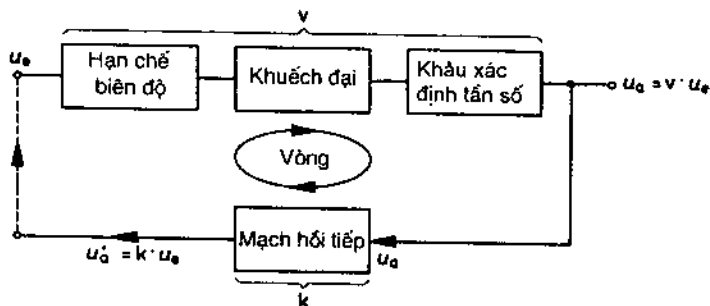 v
uₑ
Hạn chế
biên độ
Khuếch đại
Khâu xác
định tần số
uₐ = v · uₑ
Vòng
Mạch hồi tiếp
u'ₐ = k · uₑ
uₐ
k